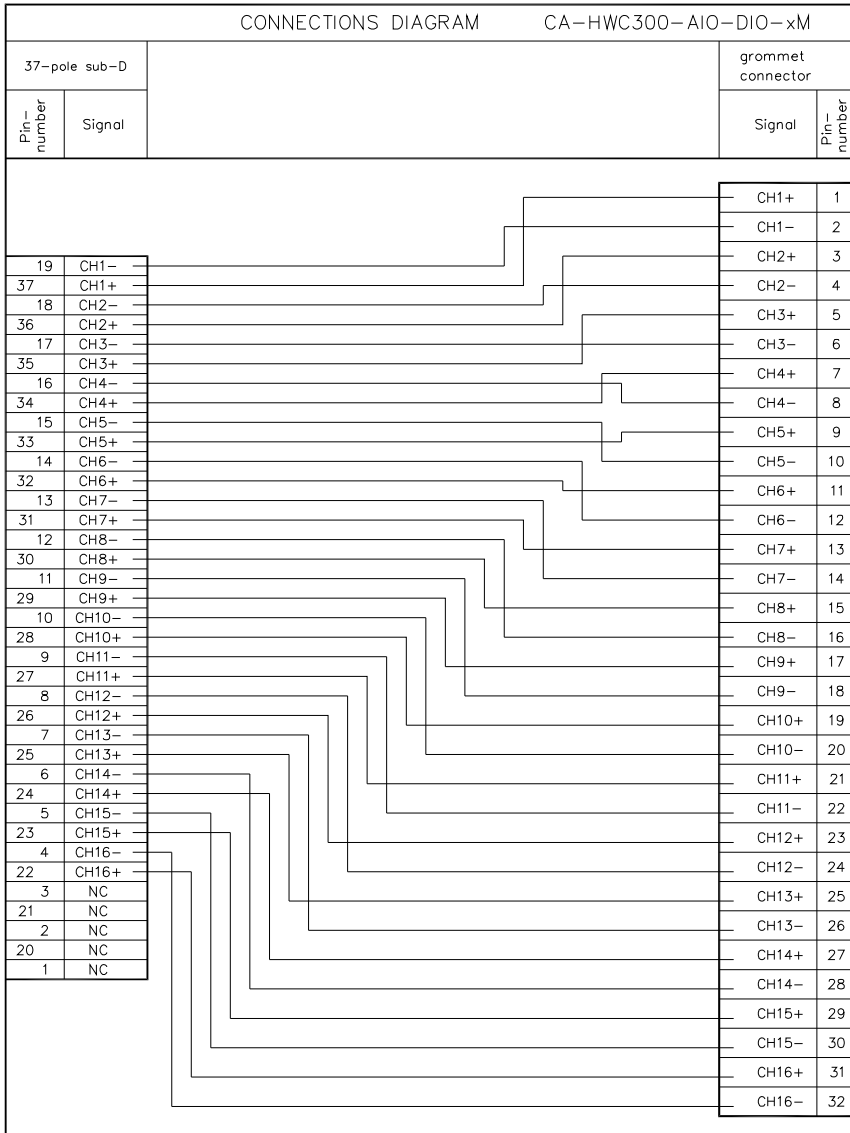 CONNECTIONS DIAGRAM CA-HWC300-AIO-DIO-xM
37-pole sub-D
grommet
connector
Pin-
number
Signal
Signal
Pin-
number
19 CH1-
37 CH1+
18 CH2-
36 CH2+
17 CH3-
35 CH3+
16 CH4-
34 CH4+
15 CH5-
33 CH5+
14 CH6-
32 CH6+
13 CH7-
31 CH7+
12 CH8-
30 CH8+
11 CH9-
29 CH9+
10 CH10-
28 CH10+
9 CH11-
27 CH11+
8 CH12-
26 CH12+
7 CH13-
25 CH13+
6 CH14-
24 CH14+
5 CH15-
23 CH15+
4 CH16-
22 CH16+
3 NC
21 NC
2 NC
20 NC
1 NC
CH1+ 1
CH1- 2
CH2+ 3
CH2- 4
CH3+ 5
CH3- 6
CH4+ 7
CH4- 8
CH5+ 9
CH5- 10
CH6+ 11
CH6- 12
CH7+ 13
CH7- 14
CH8+ 15
CH8- 16
CH9+ 17
CH9- 18
CH10+ 19
CH10- 20
CH11+ 21
CH11- 22
CH12+ 23
CH12- 24
CH13+ 25
CH13- 26
CH14+ 27
CH14- 28
CH15+ 29
CH15- 30
CH16+ 31
CH16- 32